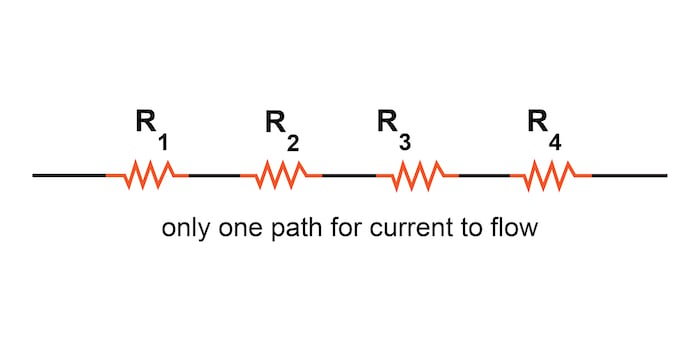 R1 R2 R3 R4
only one path for current to flow